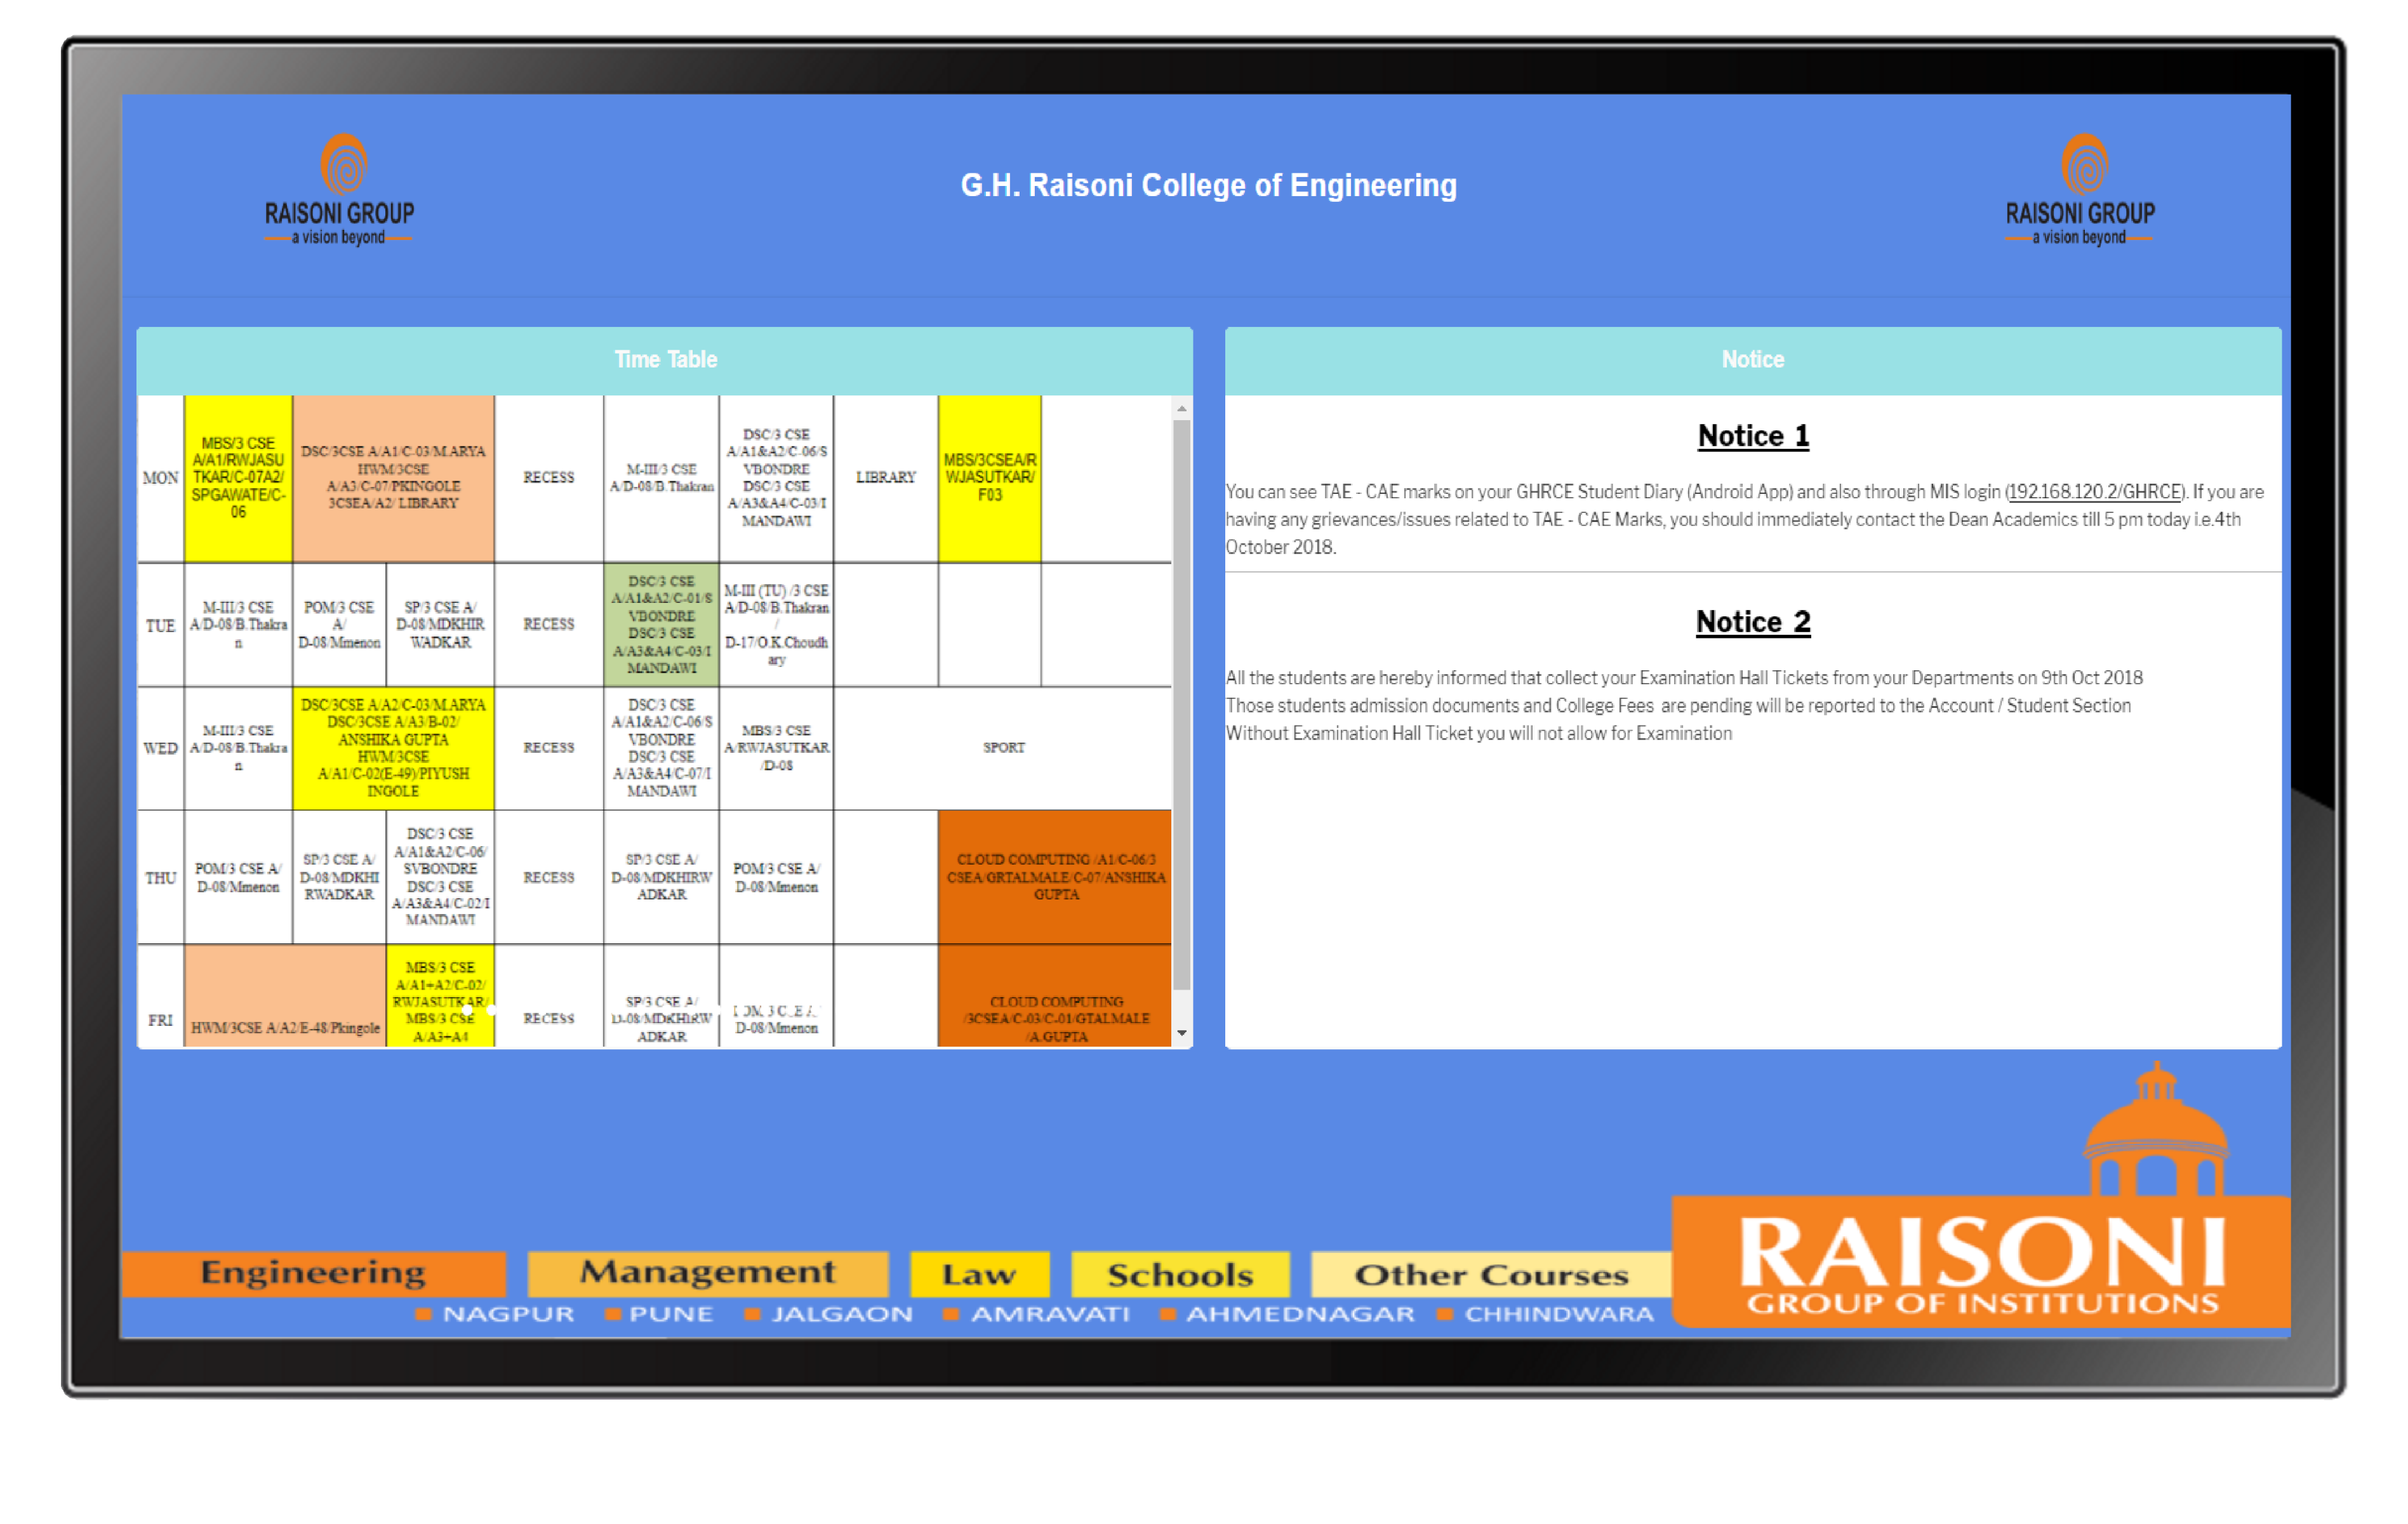 RAISONI GROUP
a vision beyond
G.H. Raisoni College of Engineering
RAISONI GROUP
a vision beyond
Time Table
MON
MBS/3 CSE
A/A1/RWJASU
TKAR/C-07A2/
SPGAWATE/C-
06
DSC/3CSE A/A1/C-03/M.ARYA
HWM/3CSE
A/A3/C-07/PKINGOLE
3CSEA/A2/ LIBRARY
RECESS
M-III/3 CSE
A/D-08/B.Thakran
DSC/3 CSE
A/A1&A2/C-06/S
VBONDRE
DSC/3 CSE
A/A3&A4/C-03/I
MANDAWI
LIBRARY
MBS/3CSEA/R
WJASUTKAR/
F03
TUE
M-III/3 CSE
A/D-08/B.Thakra
n
POM/3 CSE
A/
D-08/Mmenon
SP/3 CSE A/
D-08/MDKHIR
WADKAR
RECESS
DSC/3 CSE
A/A1&A2/C-01/S
VBONDRE
DSC/3 CSE
A/A3&A4/C-03/I
MANDAWI
M-III (TU) /3 CSE
A/D-08/B.Thakran
/
D-17/O.K.Choudh
ary
WED
M-III/3 CSE
A/D-08/B.Thakra
n
DSC/3CSE A/A2/C-03/M.ARYA
DSC/3CSE A/A3/B-02/
ANSHIKA GUPTA
HWM/3CSE
A/A1/C-02(E-49)/PIYUSH
INGOLE
RECESS
DSC/3 CSE
A/A1&A2/C-06/S
VBONDRE
DSC/3 CSE
A/A3&A4/C-07/I
MANDAWI
MBS/3 CSE
A/RWJASUTKAR
/D-08
SPORT
THU
POM/3 CSE A/
D-08/Mmenon
SP/3 CSE A/
D-08/MDKHI
RWADKAR
DSC/3 CSE
A/A1&A2/C-06/
SVBONDRE
DSC/3 CSE
A/A3&A4/C-02/I
MANDAWI
RECESS
SP/3 CSE A/
D-08/MDKHIRW
ADKAR
POM/3 CSE A/
D-08/Mmenon
CLOUD COMPUTING /A1/C-06/3
CSEA/GRTALMALE/C-07/ANSHIKA
GUPTA
FRI
HWM/3CSE A/A2/E-48/Pkingole
MBS/3 CSE
A/A1+A2/C-02/
RWJASUTKAR/
MBS/3 CSE
A/A3+A4
RECESS
SP/3 CSE A/
D-08/MDKHIRW
ADKAR
D-08/Mmenon
CLOUD COMPUTING
/3CSEA/C-03/C-01/GTALMALE
/A.GUPTA
Notice
Notice 1
You can see TAE - CAE marks on your GHRCE Student Diary (Android App) and also through MIS login (192.168.120.2/GHRCE). If you are
having any grievances/issues related to TAE - CAE Marks, you should immediately contact the Dean Academics till 5 pm today i.e.4th
October 2018.
Notice 2
All the students are hereby informed that collect your Examination Hall Tickets from your Departments on 9th Oct 2018
Those students admission documents and College Fees are pending will be reported to the Account / Student Section
Without Examination Hall Ticket you will not allow for Examination
Engineering
Management
Law
Schools
Other Courses
NAGPUR PUNE JALGAON AMRAVATI AHMEDNAGAR CHHINDWARA
RAISONI
GROUP OF INSTITUTIONS